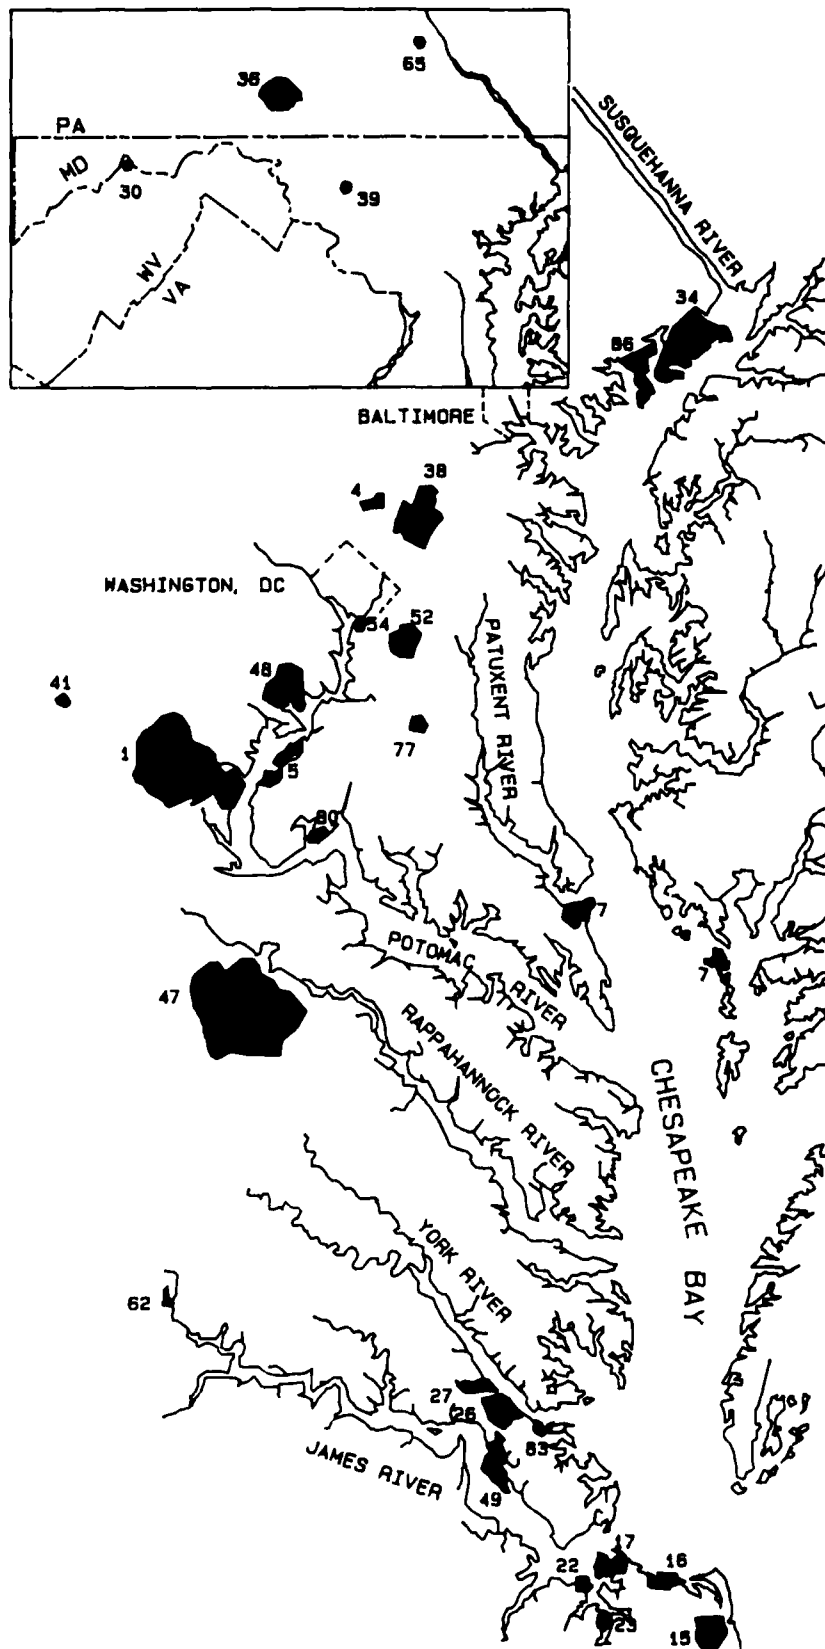 65
36
PA
MD
30
39
WV
VA
SUSQUEHANNA RIVER
34
66
BALTIMORE
38
4
WASHINGTON, DC
54
52
PATUXENT RIVER
48
41
1
5
77
80
7
POTOMAC RIVER
7
47
RAPPAHANNOCK RIVER
CHESAPEAKE BAY
YORK RIVER
62
27
26
83
JAMES RIVER
49
17
22
16
23
15